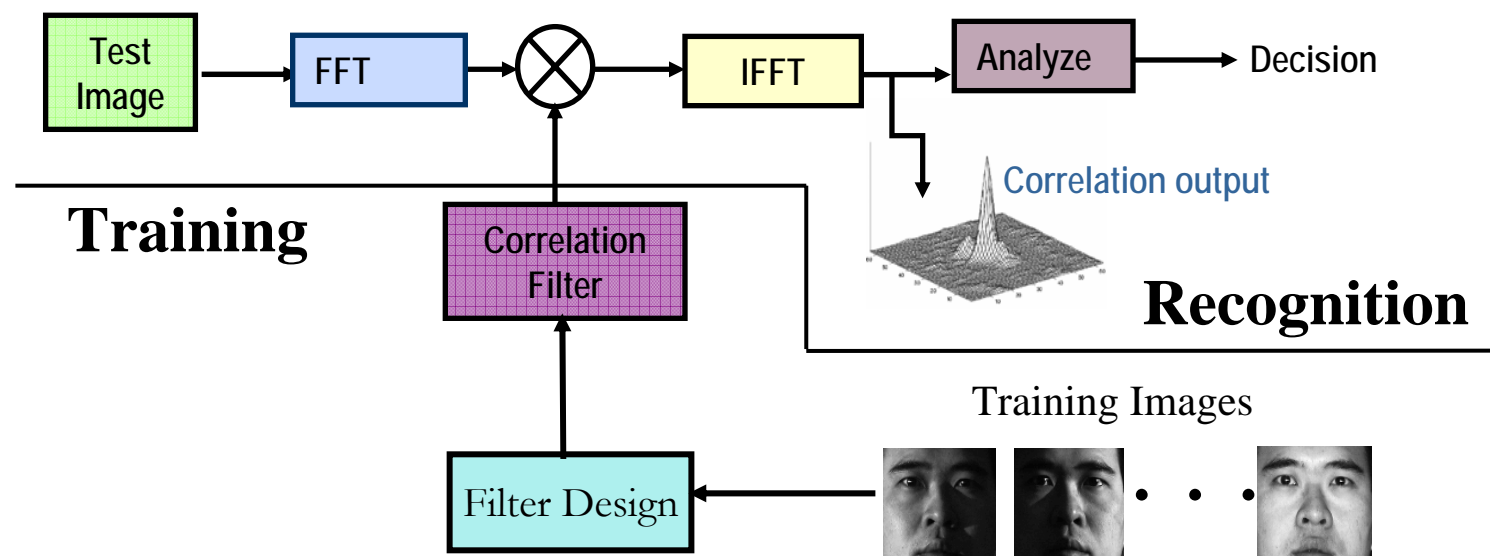 Test
Image
FFT
IFFT
Analyze
Decision
Correlation output
Training
Correlation
Filter
Recognition
Training Images
Filter Design